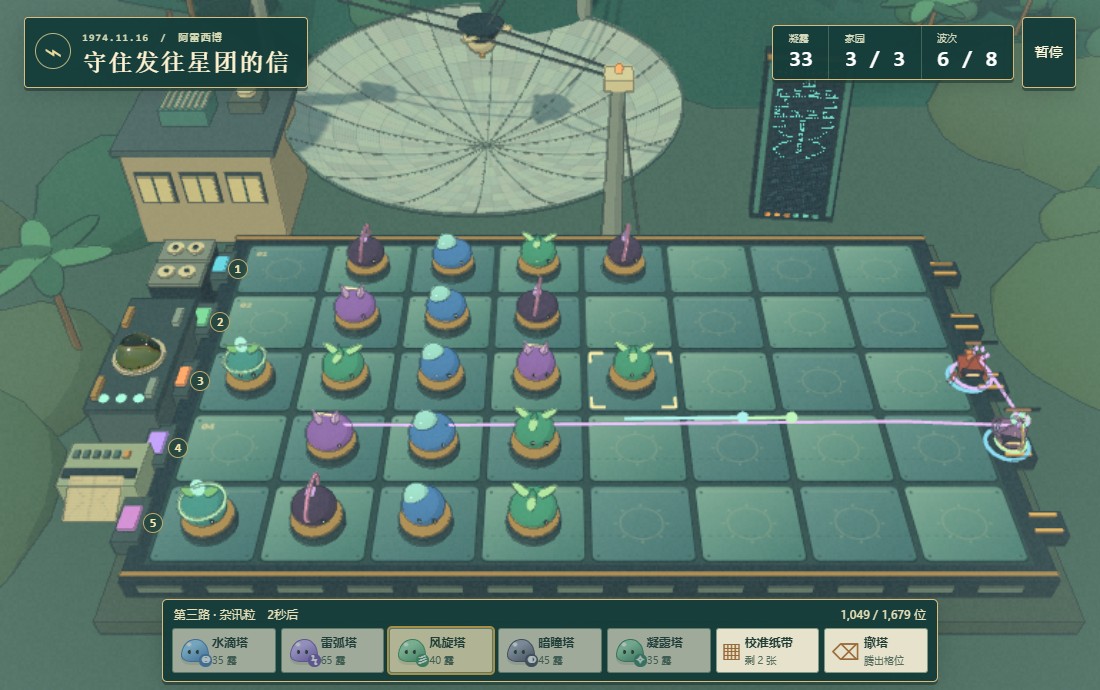 1974.11.16 / 阿雷西博
守住发往星团的信
凝露
33
家园
3 / 3
波次
6 / 8
暂停
1
2
3
4
5
第三路 · 杂讯粒 2秒后
1,049 / 1,679 位
水滴塔
35 露
雷弧塔
65 露
风旋塔
40 露
暗瞳塔
45 露
凝露塔
35 露
校准纸带
剩 2 张
撤塔
腾出格位